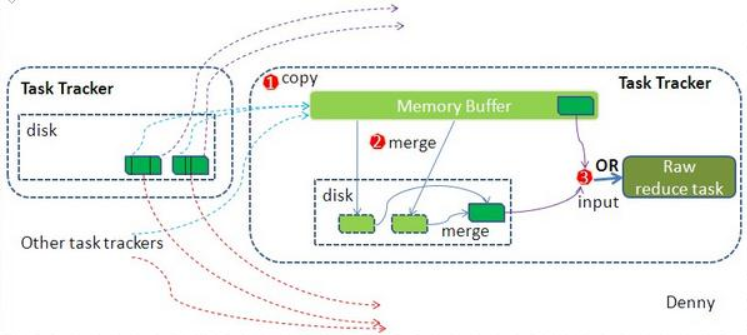 Task Tracker
disk
Other task trackers
1 copy
Task Tracker
Memory Buffer
2 merge
disk
merge
OR
3
input
Raw
reduce task
Denny